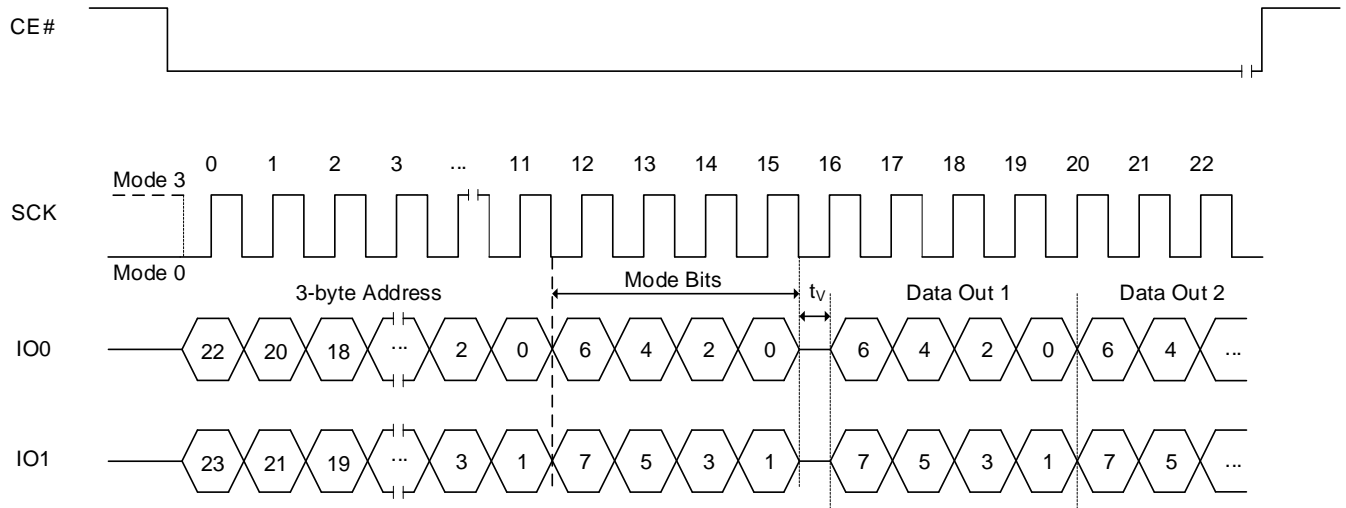 CE#
0 1 2 3 ... 11 12 13 14 15 16 17 18 19 20 21 22
Mode 3
SCK
Mode 0
3-byte Address Mode Bits tV Data Out 1 Data Out 2
IO0 22 20 18 ... 2 0 6 4 2 0 6 4 2 0 6 4 ...
IO1 23 21 19 ... 3 1 7 5 3 1 7 5 3 1 7 5 ...